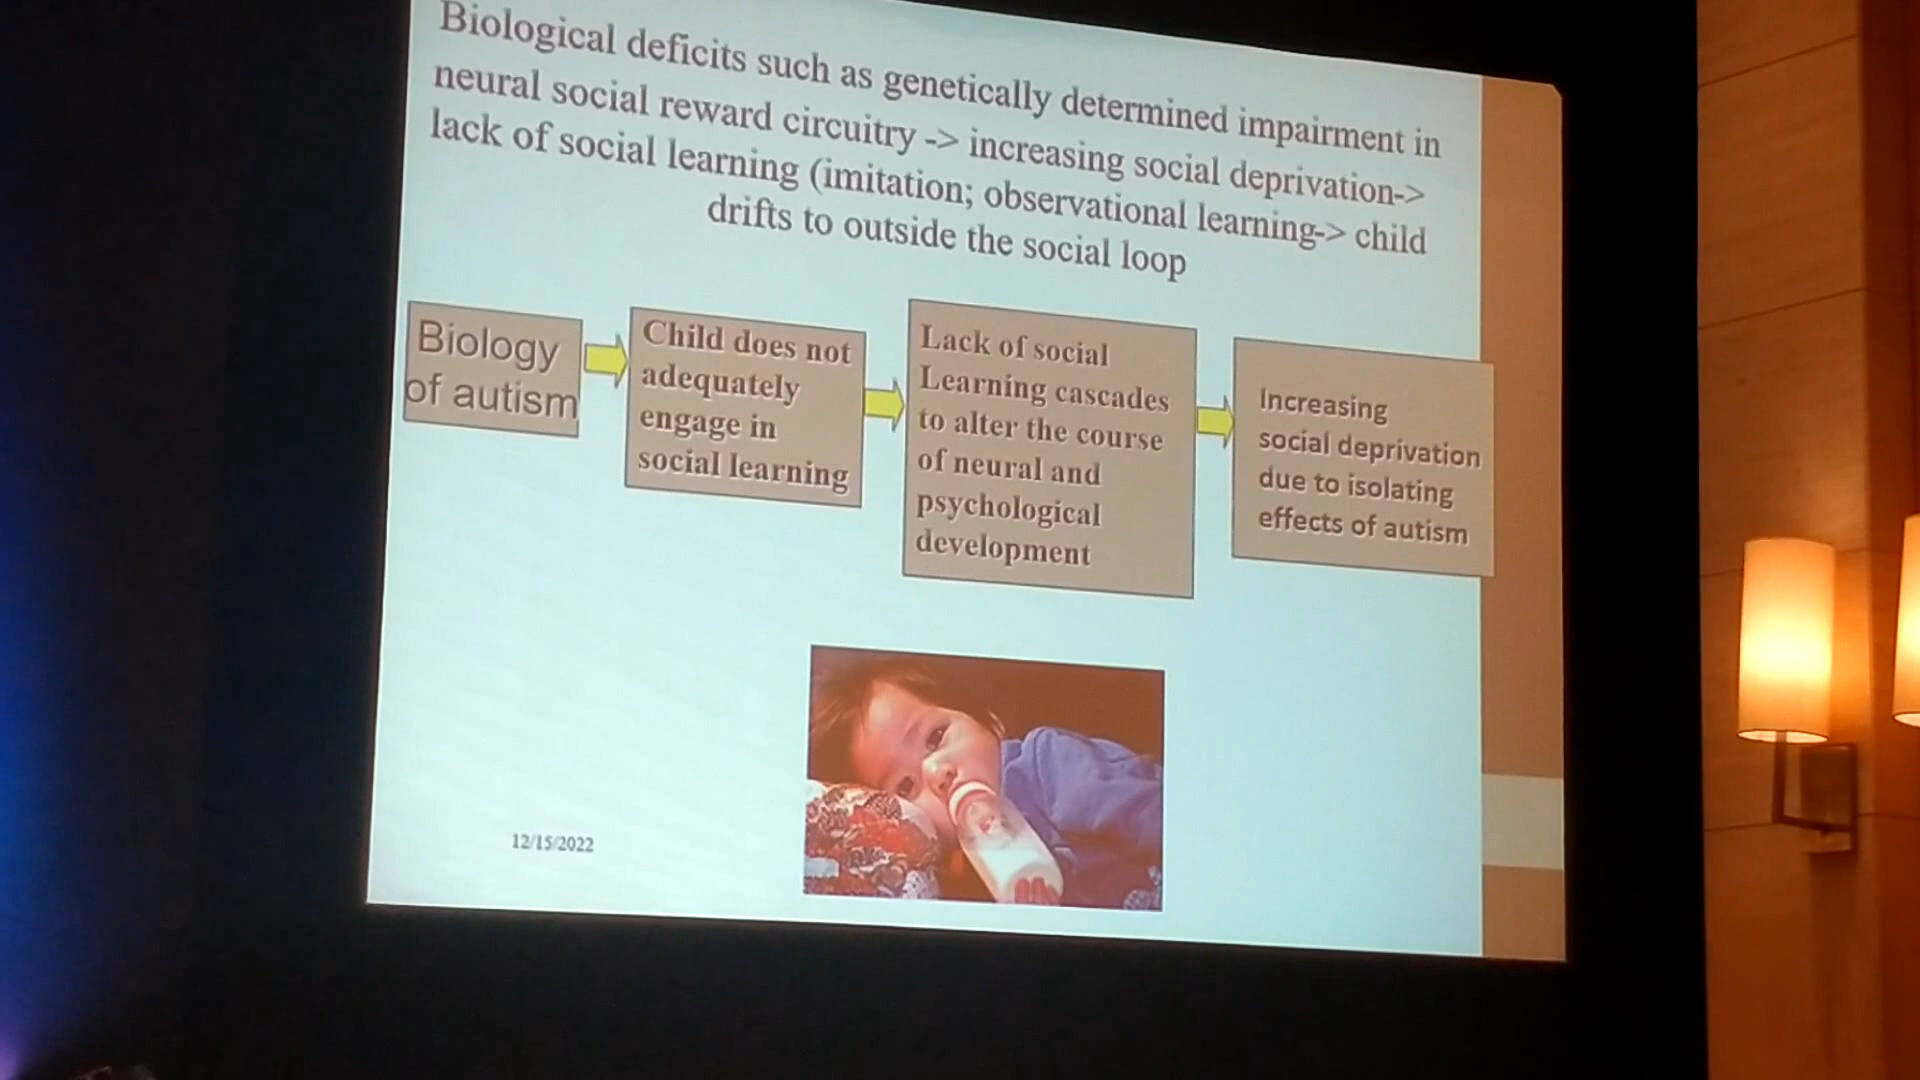 Biological deficits such as genetically determined impairment in
neural social reward circuitry -> increasing social deprivation->
lack of social learning (imitation; observational learning-> child
drifts to outside the social loop
Biology
of autism
Child does not
adequately
engage in
social learning
Lack of social
Learning cascades
to alter the course
of neural and
psychological
development
Increasing
social deprivation
due to isolating
effects of autism
12/15/2022